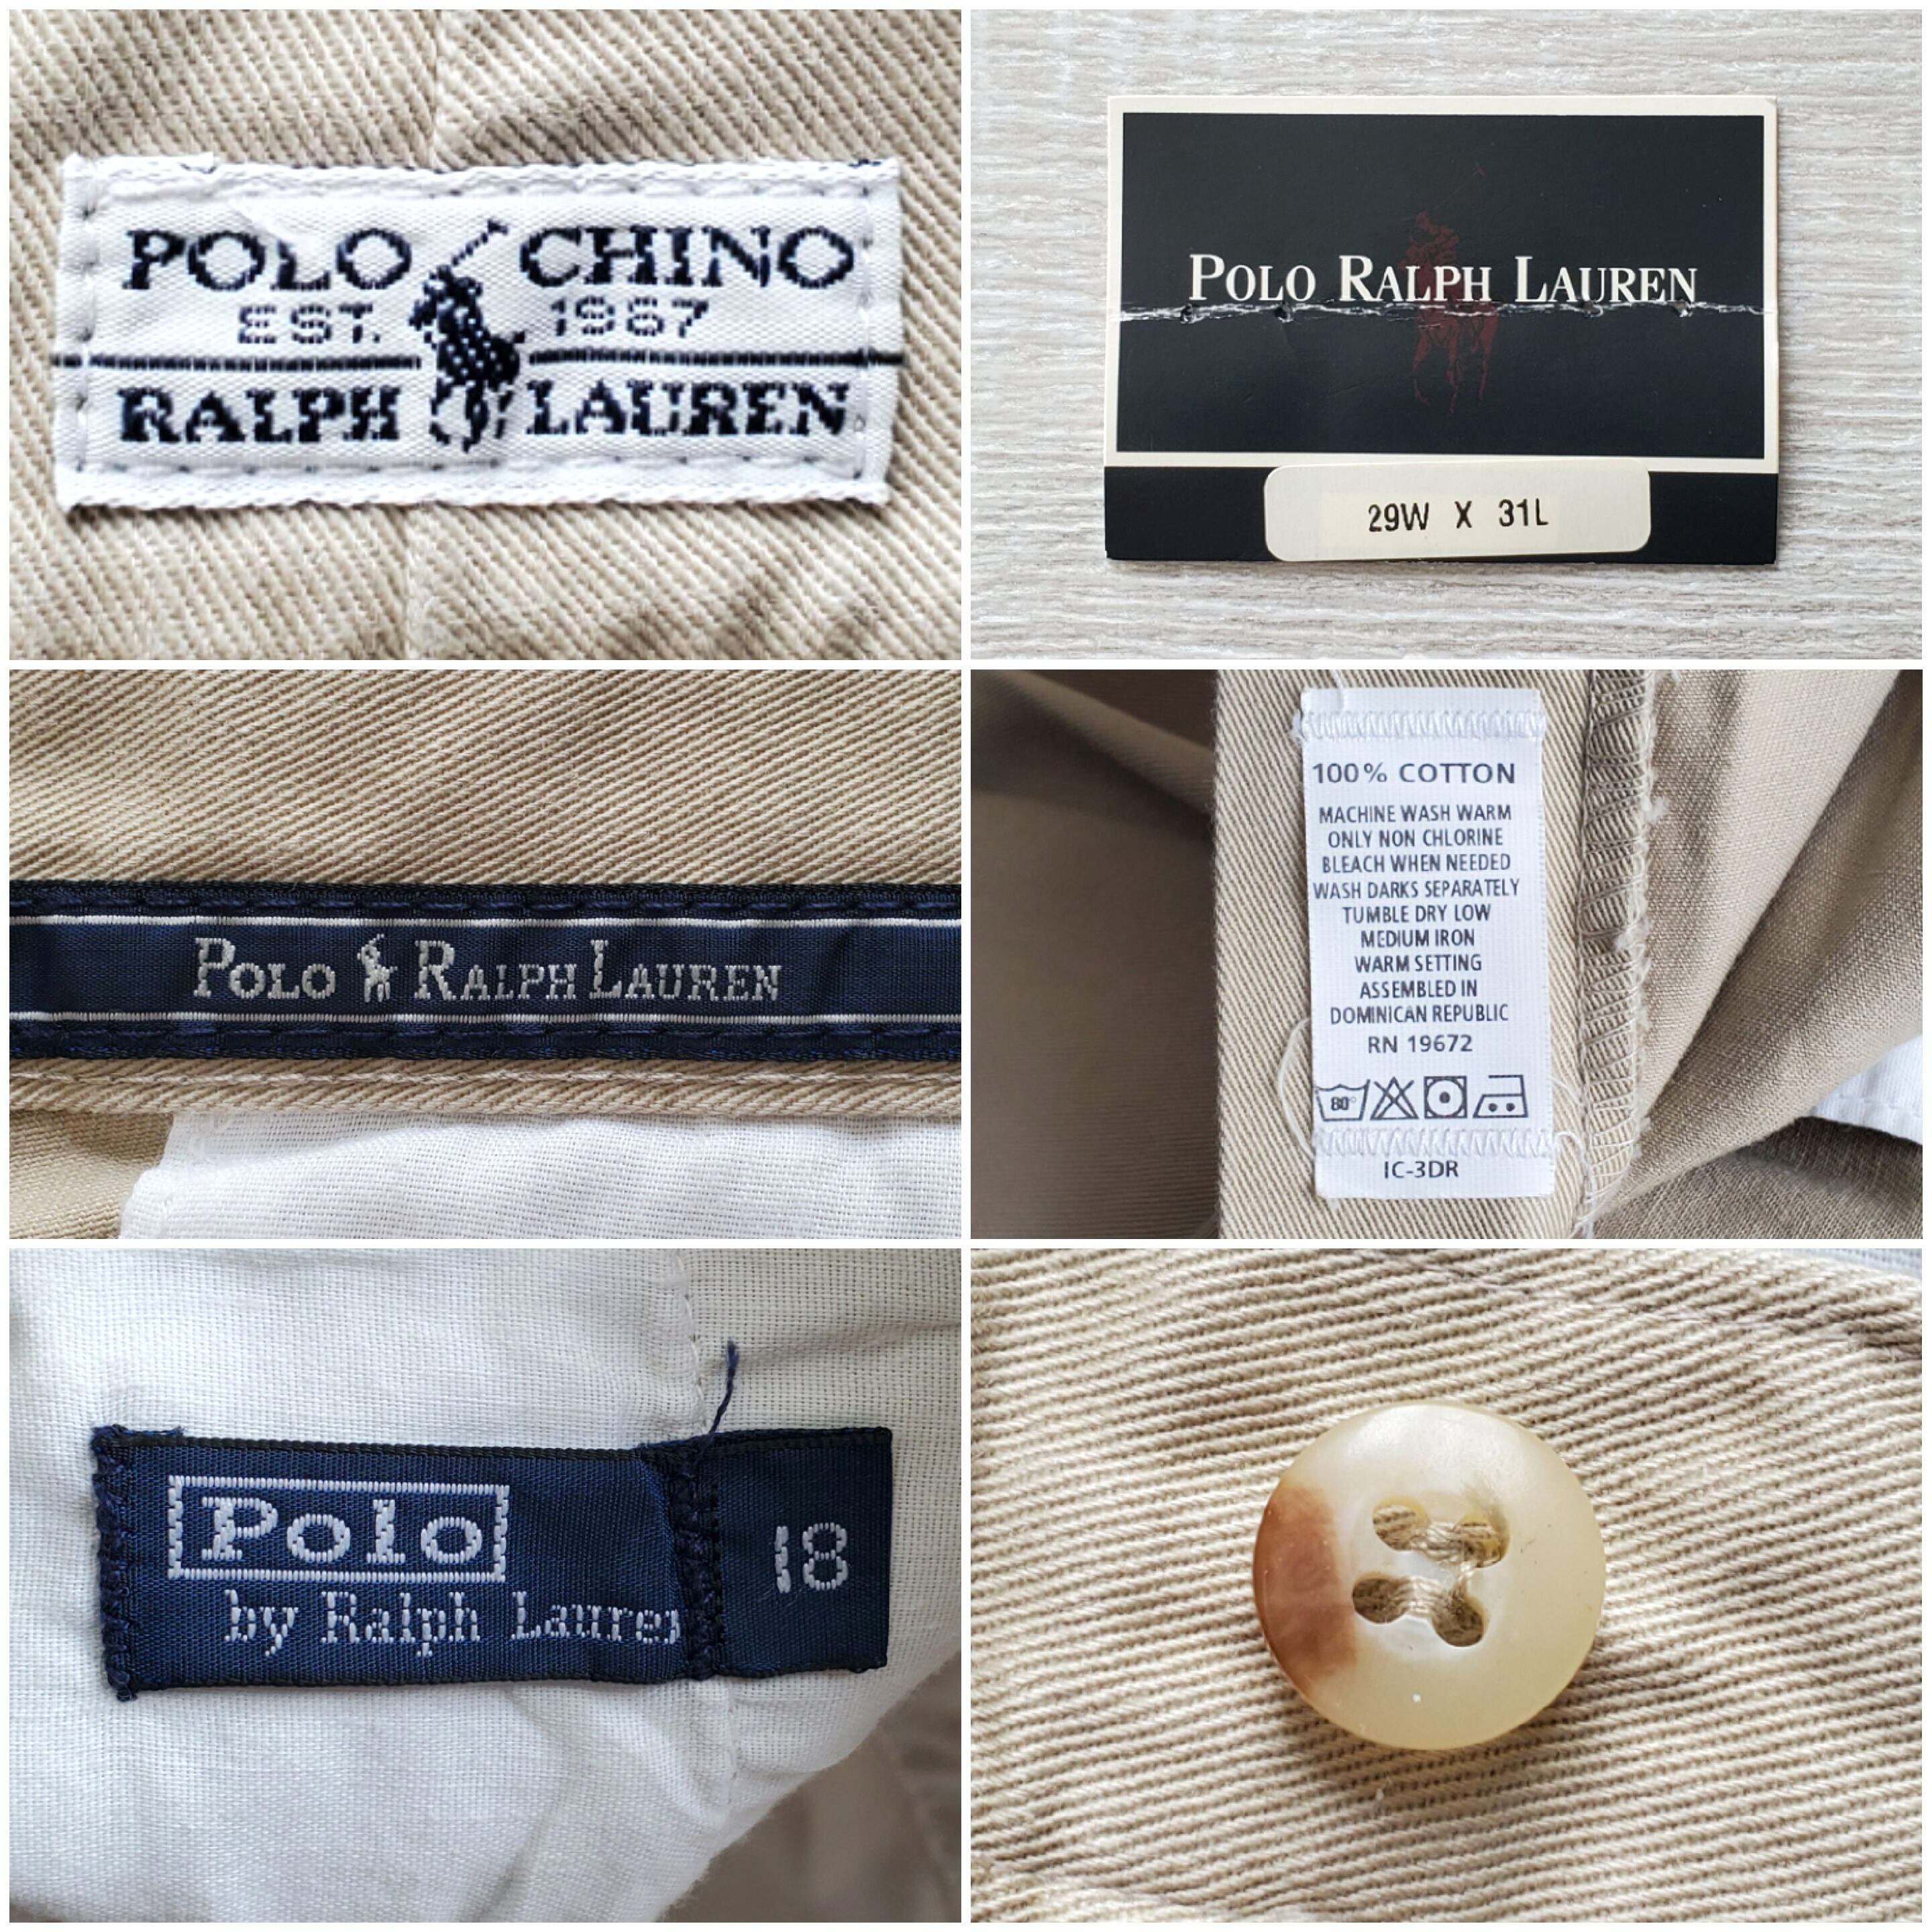 POLO CHINO
EST. 1967
RALPH LAUREN
POLO RALPH LAUREN
29W X 31L
POLO RALPH LAUREN
100% COTTON
MACHINE WASH WARM
ONLY NON CHLORINE
BLEACH WHEN NEEDED
WASH DARKS SEPARATELY
TUMBLE DRY LOW
MEDIUM IRON
WARM SETTING
ASSEMBLED IN
DOMINICAN REPUBLIC
RN 19672
80°
IC-3DR
Polo
by Ralph Lauren
18